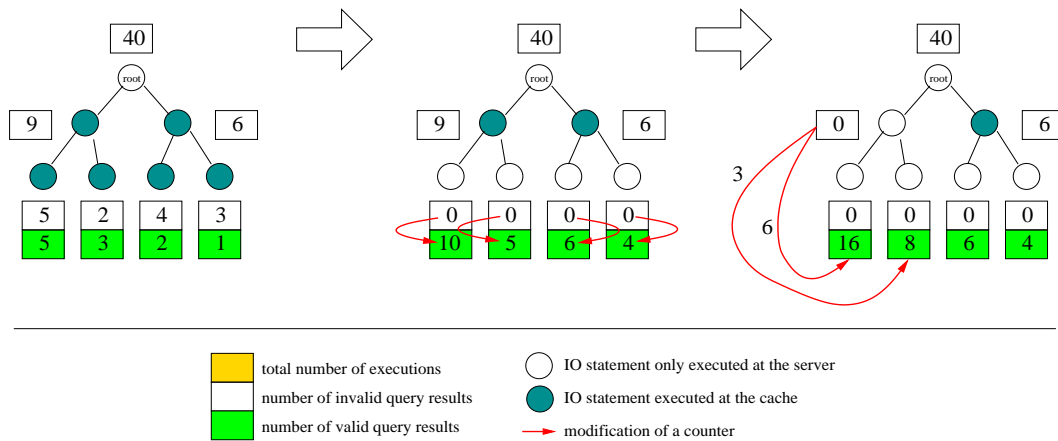 40 40 40
root root root
9 6 9 6 0 6
3
5 2 4 3 0 0 0 0 6 0 0 0 0
5 3 2 1 10 5 6 4 16 8 6 4
total number of executions
number of invalid query results
number of valid query results
IO statement only executed at the server
IO statement executed at the cache
modification of a counter